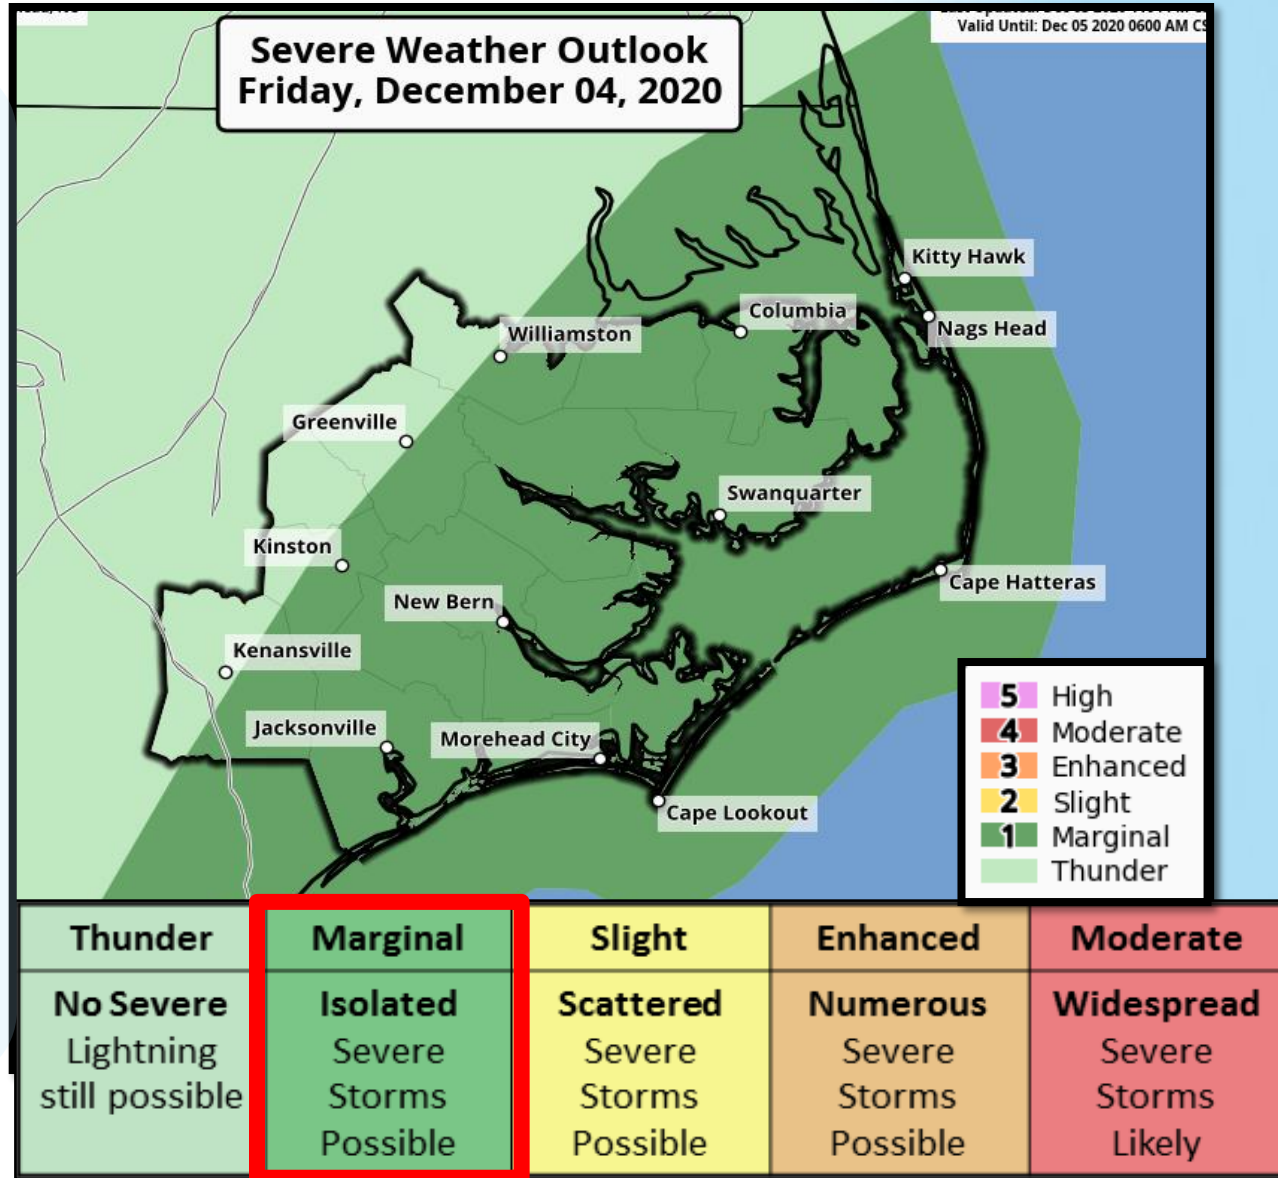 Valid Until: Dec 05 2020 0600 AM CS
Severe Weather Outlook
Friday, December 04, 2020
Kitty Hawk
Columbia
Nags Head
Williamston
Greenville
Swanquarter
Kinston
Cape Hatteras
New Bern
Kenansville
Jacksonville
Morehead City
Cape Lookout
5 High
4 Moderate
3 Enhanced
2 Slight
1 Marginal
Thunder
Thunder
No Severe
Lightning
still possible
Marginal
Isolated
Severe
Storms
Possible
Slight
Scattered
Severe
Storms
Possible
Enhanced
Numerous
Severe
Storms
Possible
Moderate
Widespread
Severe
Storms
Likely